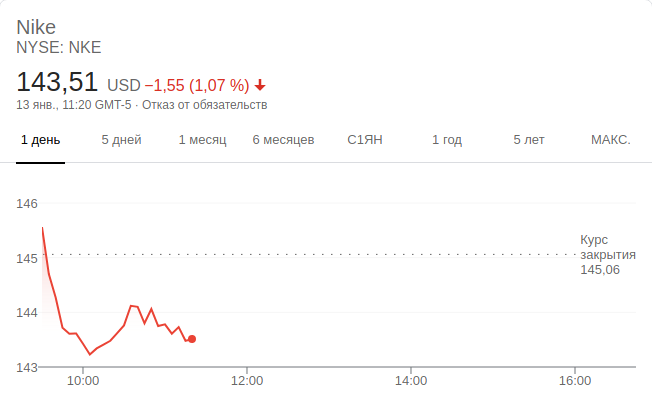 Nike
NYSE: NKE
143,51 USD −1,55 (1,07 %)
13 янв., 11:20 GMT-5 · Отказ от обязательств
1 день 5 дней 1 месяц 6 месяцев С1ЯН 1 год 5 лет МАКС.
146
145
144
143
Курс
закрытия
145,06
10:00 12:00 14:00 16:00